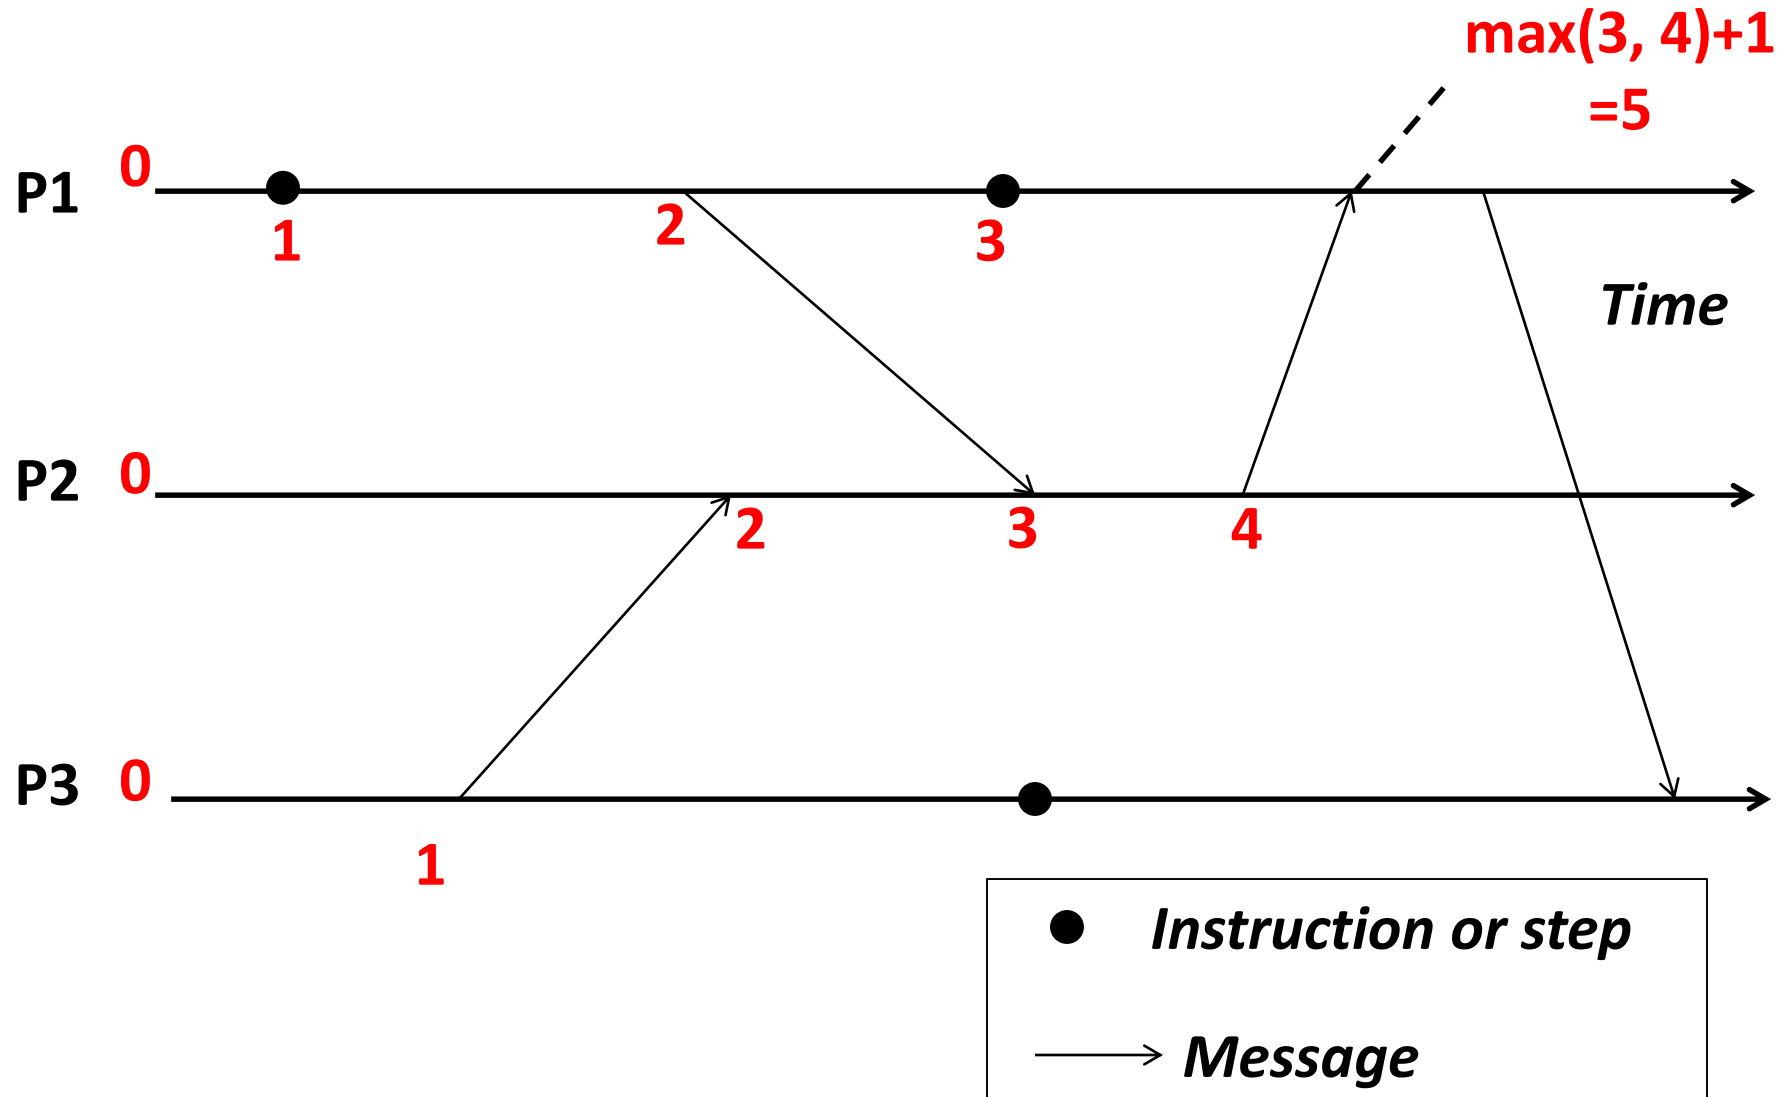 max(3, 4)+1
=5
P1 0
1 2 3
Time
P2 0
2 3 4
P3 0
1
Instruction or step
Message